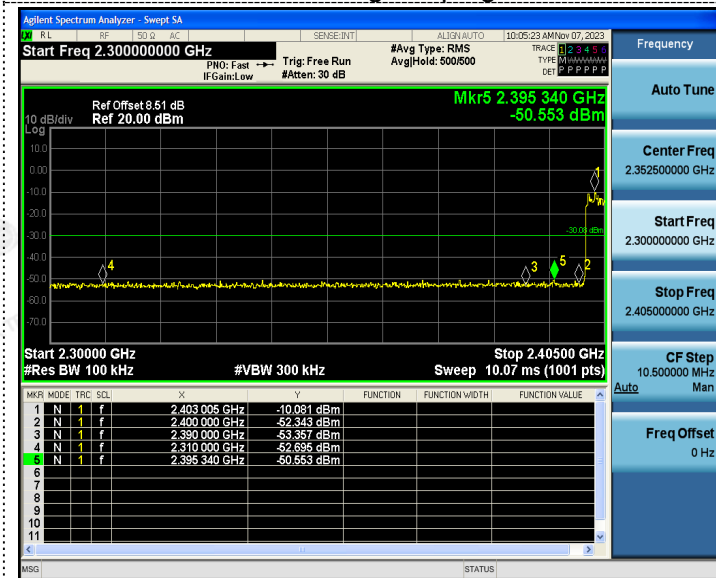 Agilent Spectrum Analyzer - Swept SA
RL RF 50 Ω AC SENSE:INT ALIGN AUTO 10:05:23 AM Nov 07, 2023
Start Freq 2.300000000 GHz
PNO: Fast
IFGain:Low
Trig: Free Run
#Atten: 30 dB
#Avg Type: RMS
Avg|Hold: 500/500
TRACE 1 2 3 4 5 6
TYPE M
DET P P P P P P
Ref Offset 8.51 dB
Ref 20.00 dBm
10 dB/div
Log
Mkr5 2.395 340 GHz
-50.553 dBm
10.0
0.00
-10.0
-20.0
-30.0
-40.0
-50.0
-60.0
-70.0
1
-30.08 dBm
4
3
5
2
Start 2.30000 GHz Stop 2.40500 GHz
#Res BW 100 kHz #VBW 300 kHz Sweep 10.07 ms (1001 pts)
MKR MODE TRC SCL X Y FUNCTION FUNCTION WIDTH FUNCTION VALUE
1 N 1 f 2.403 005 GHz -10.081 dBm
2 N 1 f 2.400 000 GHz -52.343 dBm
3 N 1 f 2.390 000 GHz -53.357 dBm
4 N 1 f 2.310 000 GHz -52.695 dBm
5 N 1 f 2.395 340 GHz -50.553 dBm
6
7
8
9
10
11
MSG STATUS
Frequency
Auto Tune
Center Freq
2.352500000 GHz
Start Freq
2.300000000 GHz
Stop Freq
2.405000000 GHz
CF Step
10.500000 MHz
Auto Man
Freq Offset
0 Hz